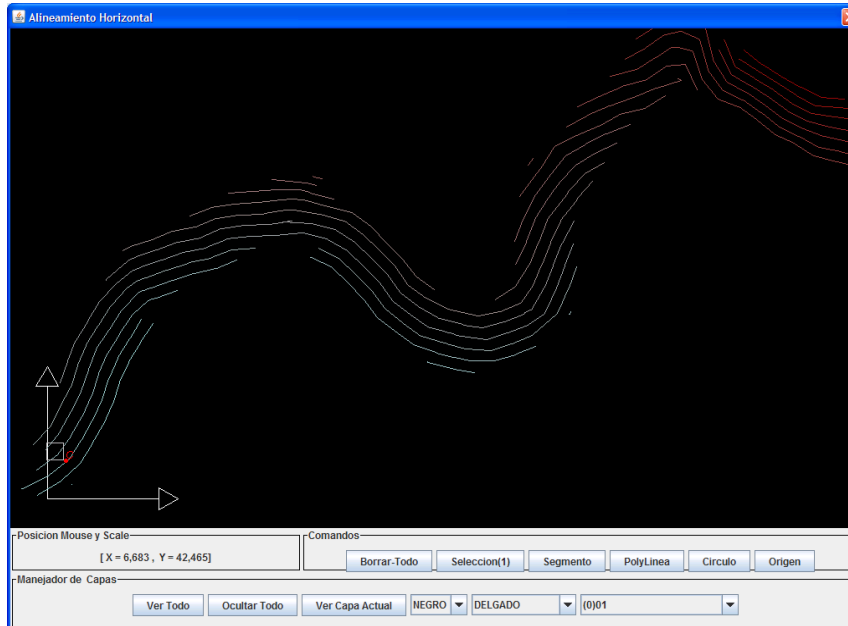 Alineamiento Horizontal
Posicion Mouse y Scale
[ X = 6,683 , Y = 42,465]
Comandos
Borrar-Todo Seleccion(1) Segmento PolyLinea Circulo Origen
Manejador de Capas
Ver Todo Ocultar Todo Ver Capa Actual NEGRO DELGADO (0)01